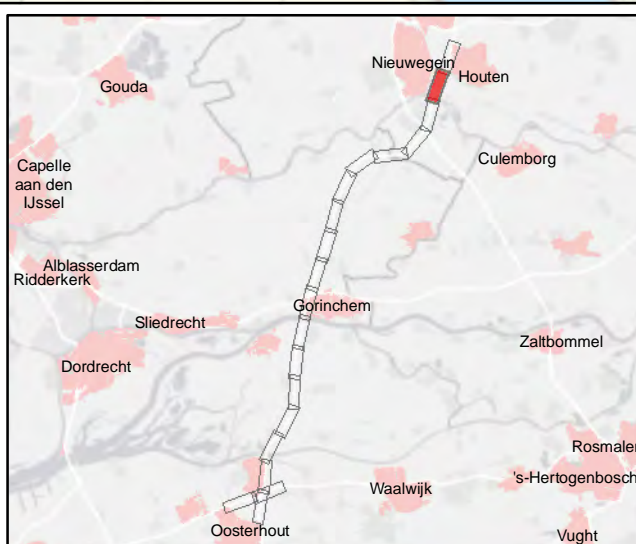 Nieuwegein
Houten
Gouda
Culemborg
Capelle
aan den
IJssel
Alblasserdam
Ridderkerk
Sliedrecht
Gorinchem
Dordrecht
Zaltbommel
Rosmalen
's-Hertogenbosch
Waalwijk
Oosterhout
Vught